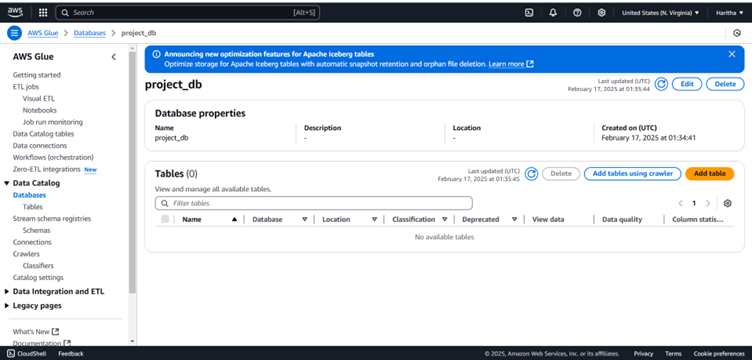 aws
Search [Alt+S]
United States (N. Virginia) Haritha
AWS Glue > Databases > project_db
AWS Glue
Getting started
ETL jobs
Visual ETL
Notebooks
Job run monitoring
Data Catalog tables
Data connections
Workflows (orchestration)
Zero-ETL integrations New
Data Catalog
Databases
Tables
Stream schema registries
Schemas
Connections
Crawlers
Classifiers
Catalog settings
Data Integration and ETL
Legacy pages
What's New
Documentation
Announcing new optimization features for Apache Iceberg tables
Optimize storage for Apache Iceberg tables with automatic snapshot retention and orphan file deletion. Learn more
project_db
Last updated (UTC)
February 17, 2025 at 01:35:44
Edit
Delete
Database properties
Name
project_db
Description
-
Location
-
Created on (UTC)
February 17, 2025 at 01:34:41
Tables (0)
Last updated (UTC)
February 17, 2025 at 01:35:45
Delete
Add tables using crawler
Add table
View and manage all available tables.
Filter tables
1
Name Database Location Classification Deprecated View data Data quality Column statis...
No available tables
CloudShell Feedback © 2025, Amazon Web Services, Inc. or its affiliates. Privacy Terms Cookie preferences